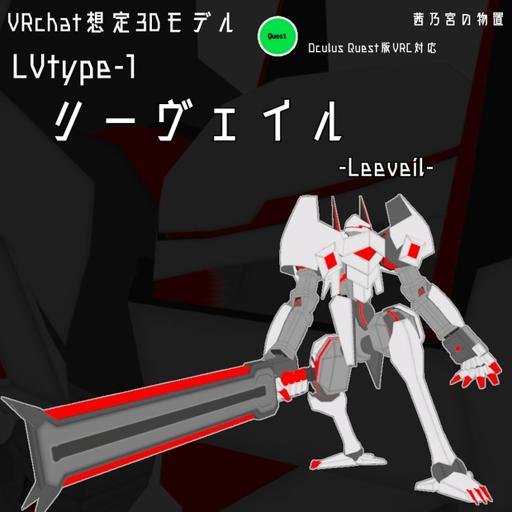 VRchat想定3Dモデル
Quest
茜乃宮の物置
Oculus Quest版VRC対応
LVtype-1
リーヴェイル
-Leeveil-